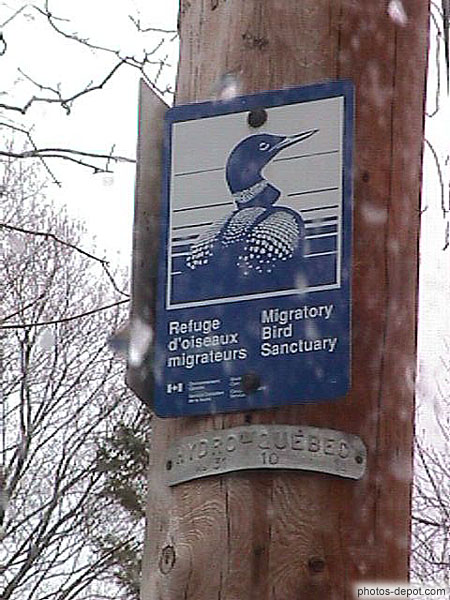 Refuge
d'oiseaux
migrateurs
Migratory
Bird
Sanctuary
HYDRO-QUÉBEC
10
photos-depot.com